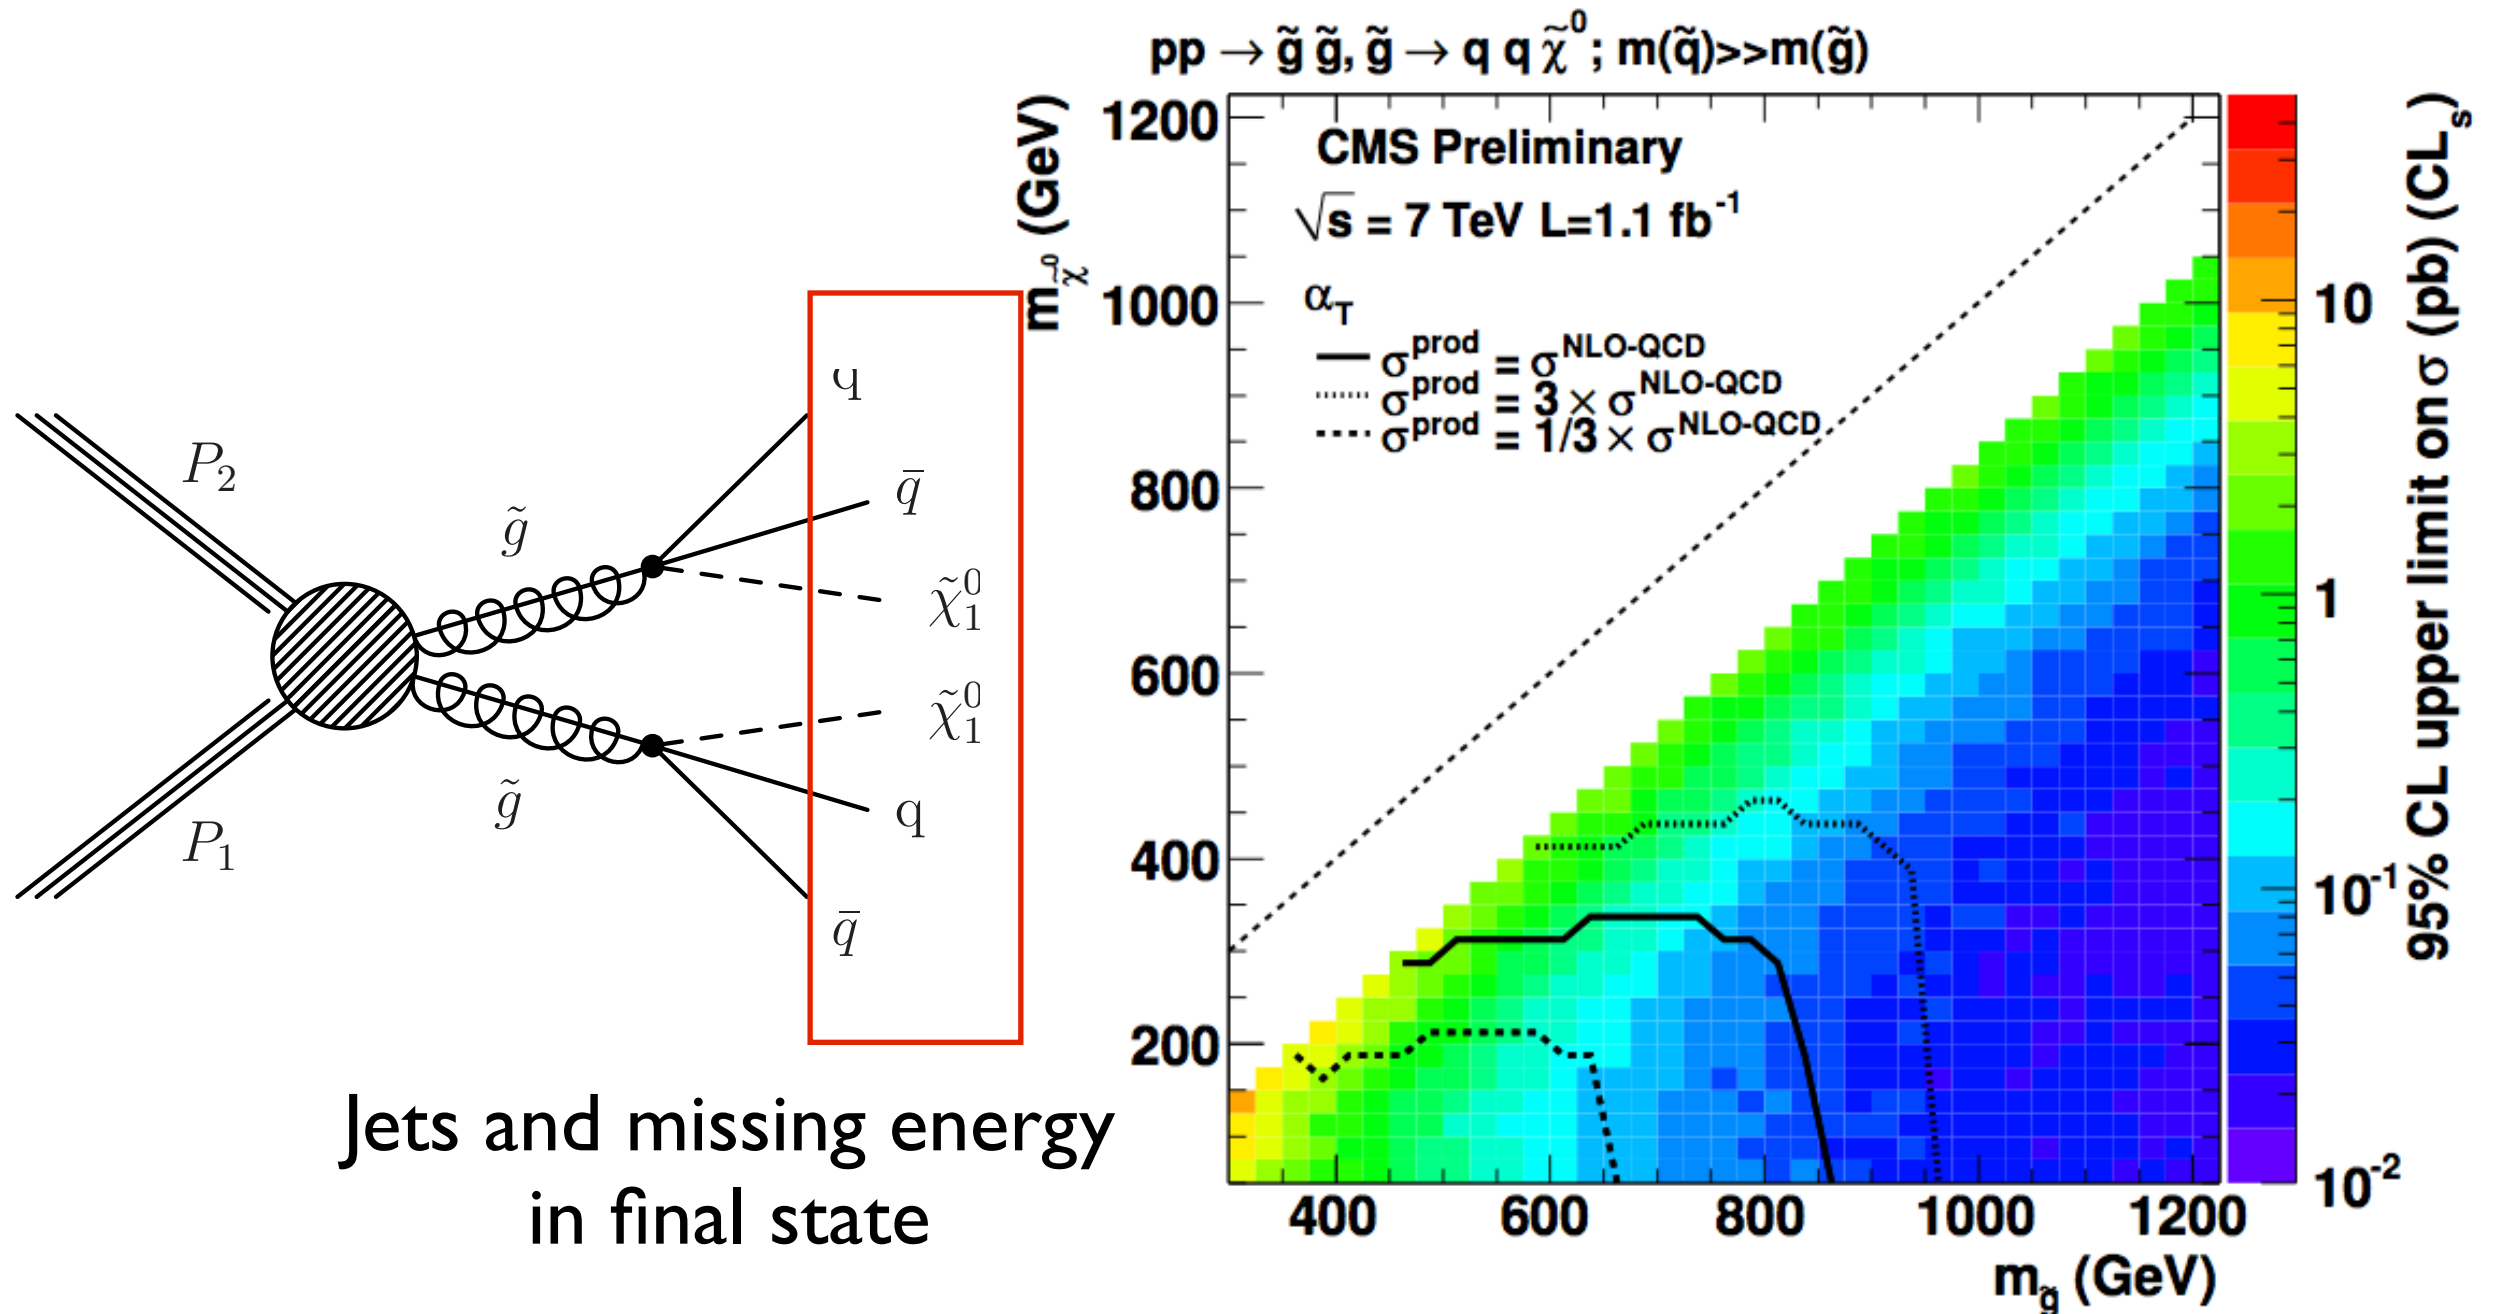 P₂
P₁
g̃
g̃
q
q̄
χ̃⁰₁
χ̃⁰₁
q
q̄
Jets and missing energy
in final state
pp → g̃ g̃, g̃ → q q χ̃⁰; m(q̃)>>m(g̃)
m_χ̃⁰ (GeV)
1200
1000
800
600
400
200
CMS Preliminary
√s = 7 TeV L=1.1 fb⁻¹
α_T
σ^prod = σ^NLO-QCD
σ^prod = 3 × σ^NLO-QCD
σ^prod = 1/3 × σ^NLO-QCD
400 600 800 1000 1200
m_g̃ (GeV)
10
1
10⁻¹
10⁻²
95% CL upper limit on σ (pb) (CL_s)